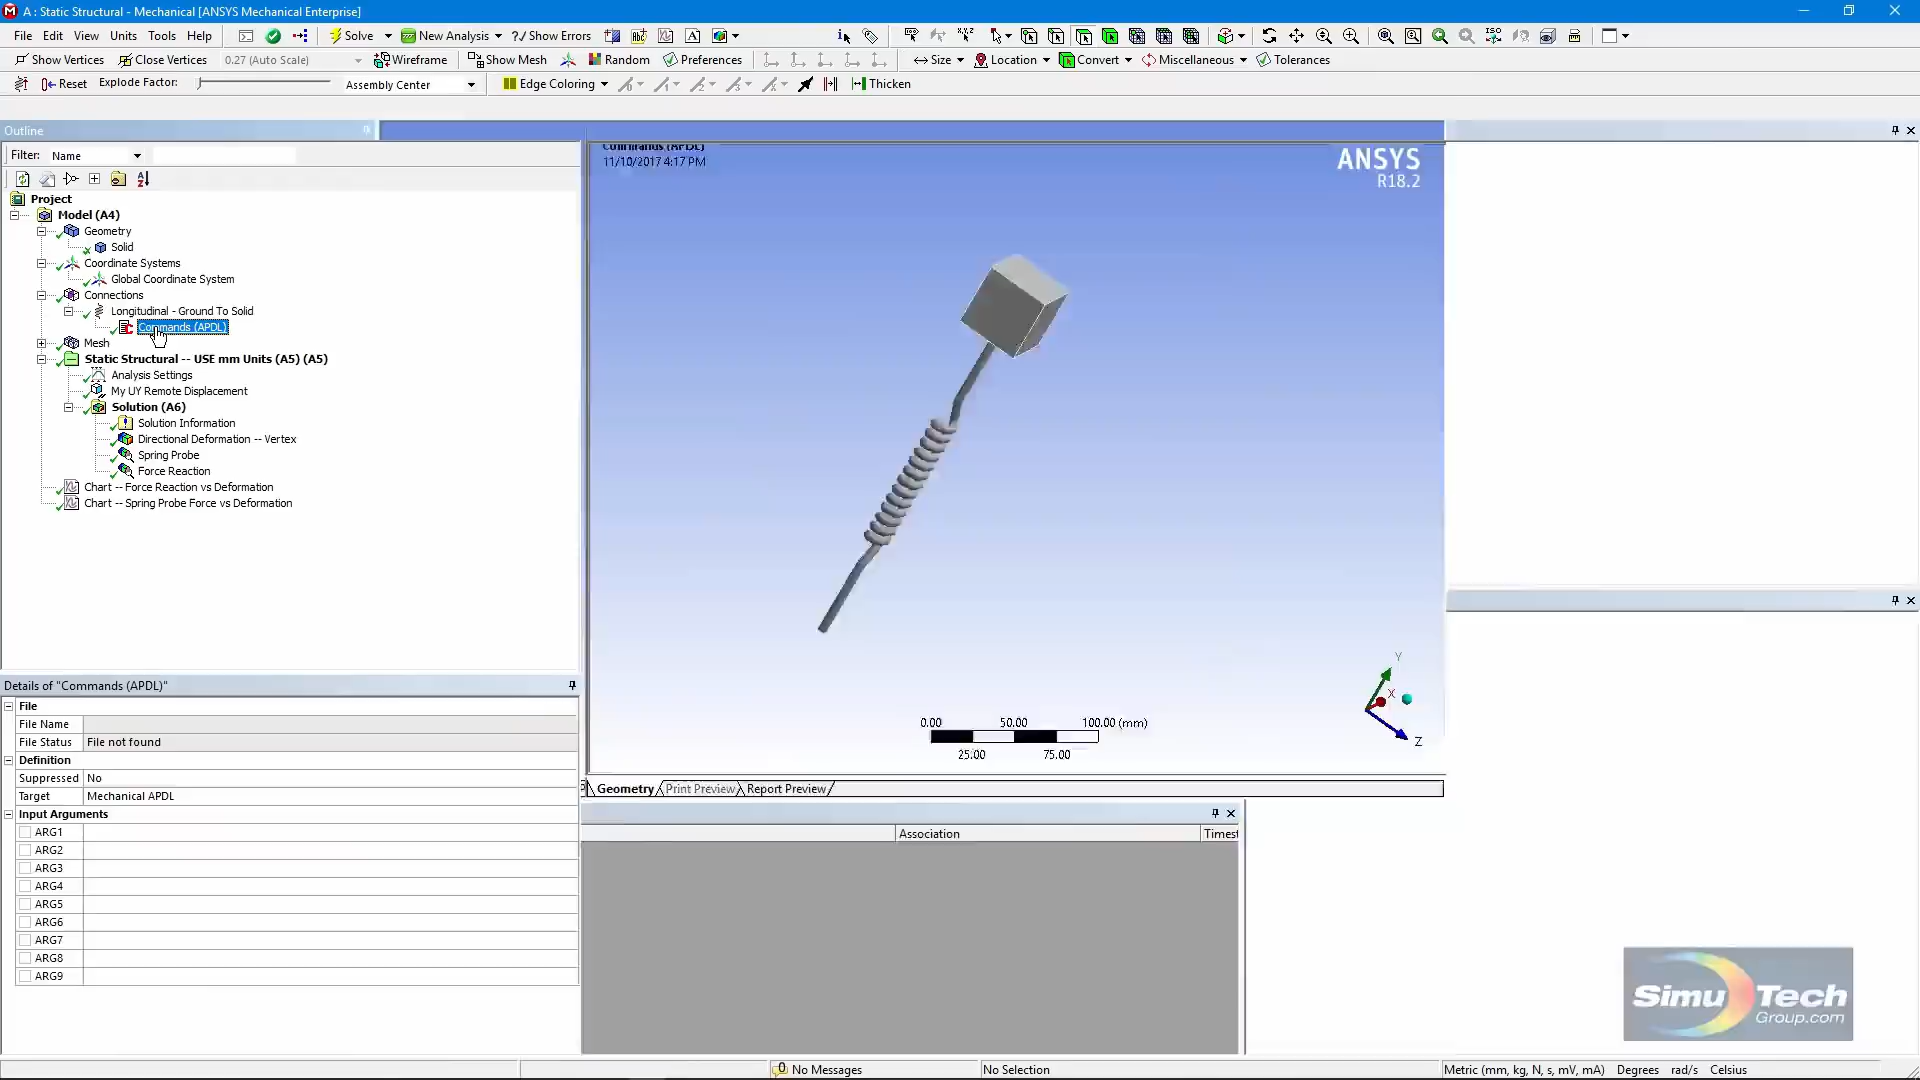 A : Static Structural - Mechanical [ANSYS Mechanical Enterprise]
File Edit View Units Tools Help Solve New Analysis ?/ Show Errors
Show Vertices Close Vertices 0.27 (Auto Scale) Wireframe Show Mesh Random Preferences Size Location Convert Miscellaneous Tolerances
Reset Explode Factor: Assembly Center Edge Coloring Thicken
Outline
Filter: Name
Project
Model (A4)
Geometry
Solid
Coordinate Systems
Global Coordinate System
Connections
Longitudinal - Ground To Solid
Commands (APDL)
Mesh
Static Structural -- USE mm Units (A5) (A5)
Analysis Settings
My UY Remote Displacement
Solution (A6)
Solution Information
Directional Deformation -- Vertex
Spring Probe
Force Reaction
Chart -- Force Reaction vs Deformation
Chart -- Spring Probe Force vs Deformation
Commands (APDL)
11/10/2017 4:17 PM
ANSYS
R18.2
Y
X
Z
0.00 50.00 100.00 (mm)
25.00 75.00
Geometry Print Preview Report Preview
Details of "Commands (APDL)"
File
File Name
File Status File not found
Definition
Suppressed No
Target Mechanical APDL
Input Arguments
ARG1
ARG2
ARG3
ARG4
ARG5
ARG6
ARG7
ARG8
ARG9
Association Timest
SimuTech
Group.com
No Messages No Selection Metric (mm, kg, N, s, mV, mA) Degrees rad/s Celsius